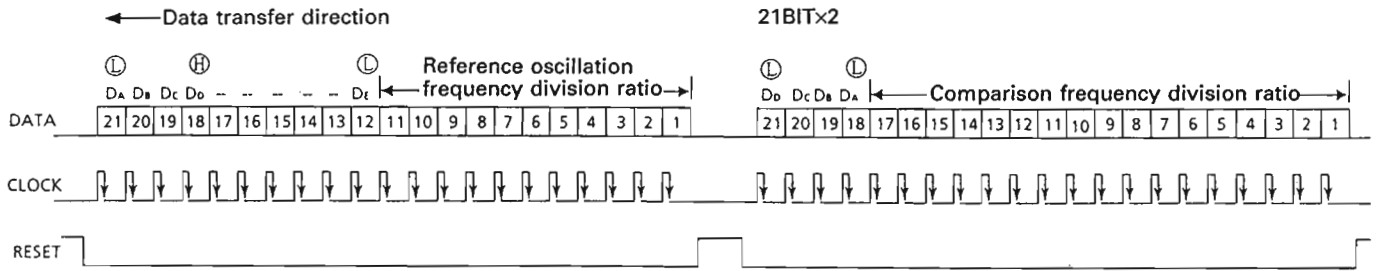 Data transfer direction 21BIT×2
Ⓛ Ⓗ Ⓛ Reference oscillation Ⓛ Ⓛ
DA DB DC DD -- -- -- -- -- DE frequency division ratio DD DC DB DA Comparison frequency division ratio
DATA 21 20 19 18 17 16 15 14 13 12 11 10 9 8 7 6 5 4 3 2 1 21 20 19 18 17 16 15 14 13 12 11 10 9 8 7 6 5 4 3 2 1
CLOCK
RESET